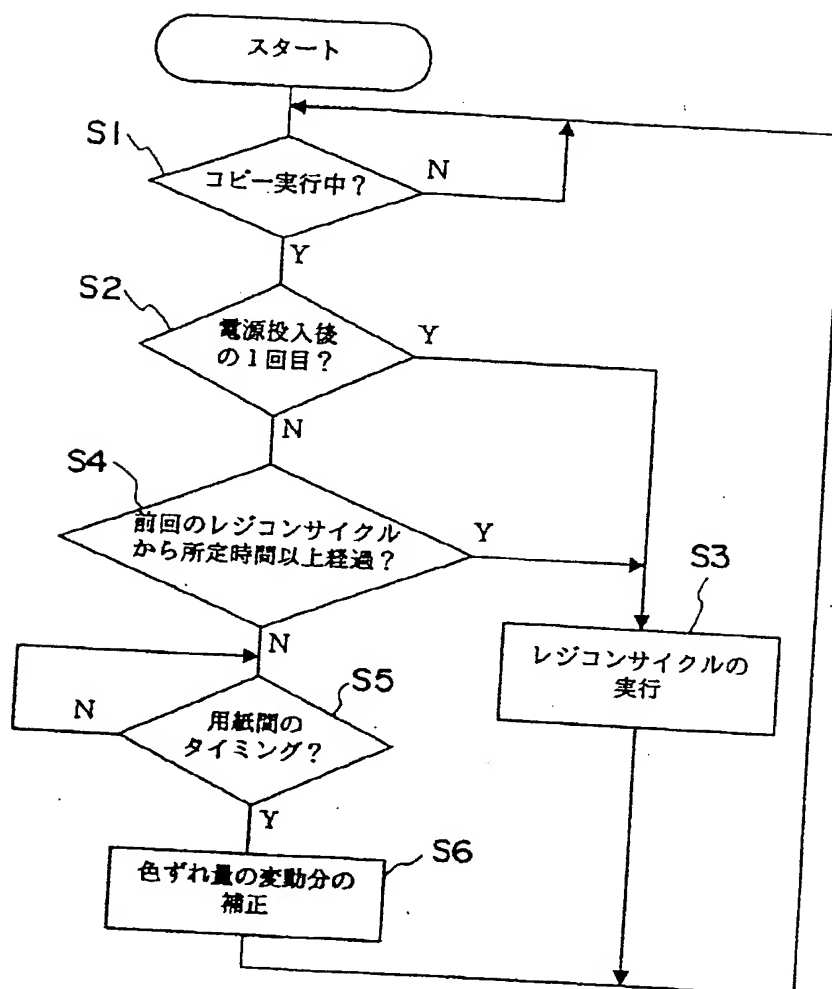 スタート
S1
コピー実行中？
N
Y
S2
電源投入後
の１回目？
Y
N
S4
前回のレジコンサイクル
から所定時間以上経過？
Y
S3
N
レジコンサイクルの
実行
S5
用紙間の
タイミング？
N
Y
S6
色ずれ量の変動分の
補正